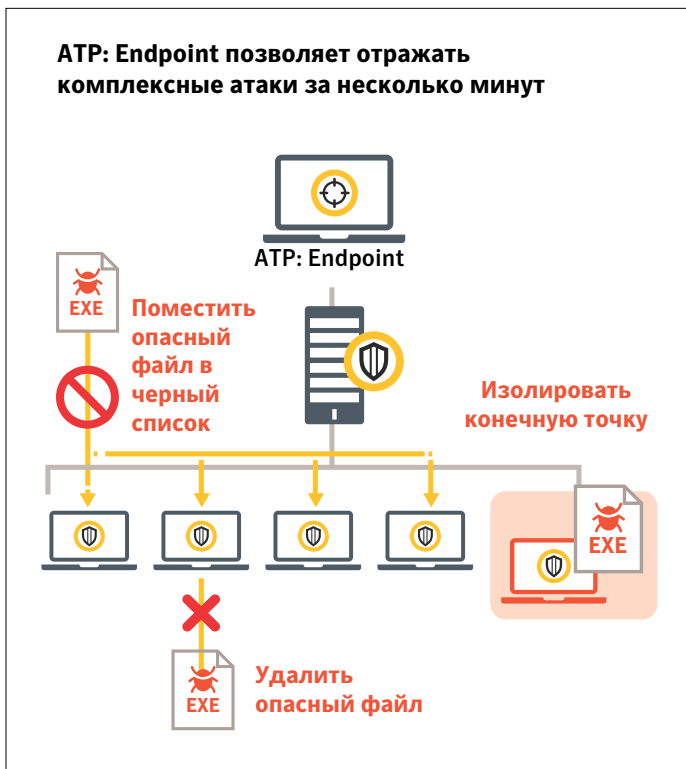 ATP: Endpoint позволяет отражать
комплексные атаки за несколько минут
ATP: Endpoint
EXE
Поместить
опасный
файл в
черный
список
Изолировать
конечную точку
EXE
EXE
Удалить
опасный файл